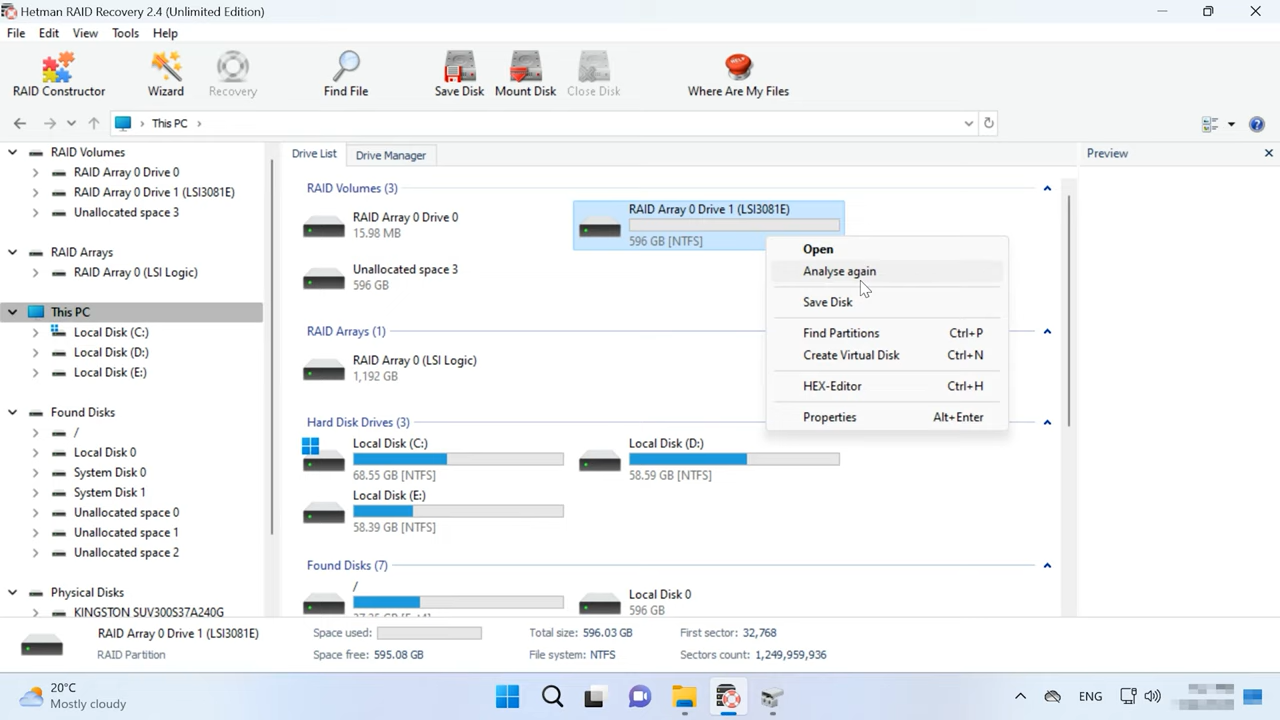 Hetman RAID Recovery 2.4 (Unlimited Edition)
File Edit View Tools Help
RAID Constructor Wizard Recovery Find File Save Disk Mount Disk Close Disk Where Are My Files
This PC
RAID Volumes
RAID Array 0 Drive 0
RAID Array 0 Drive 1 (LSI3081E)
Unallocated space 3
RAID Arrays
RAID Array 0 (LSI Logic)
This PC
Local Disk (C:)
Local Disk (D:)
Local Disk (E:)
Found Disks
/
Local Disk 0
System Disk 0
System Disk 1
Unallocated space 0
Unallocated space 1
Unallocated space 2
Physical Disks
KINGSTON SUV300S37A240G
Drive List Drive Manager
RAID Volumes (3)
RAID Array 0 Drive 0
15.98 MB
RAID Array 0 Drive 1 (LSI3081E)
596 GB [NTFS]
Unallocated space 3
596 GB
RAID Arrays (1)
RAID Array 0 (LSI Logic)
1,192 GB
Hard Disk Drives (3)
Local Disk (C:)
68.55 GB [NTFS]
Local Disk (D:)
58.59 GB [NTFS]
Local Disk (E:)
58.39 GB [NTFS]
Found Disks (7)
/
Local Disk 0
596 GB
Open
Analyse again
Save Disk
Find Partitions Ctrl+P
Create Virtual Disk Ctrl+N
HEX-Editor Ctrl+H
Properties Alt+Enter
Preview
RAID Array 0 Drive 1 (LSI3081E) Space used: Total size: 596.03 GB First sector: 32,768
RAID Partition Space free: 595.08 GB File system: NTFS Sectors count: 1,249,959,936
20°C
Mostly cloudy
ENG